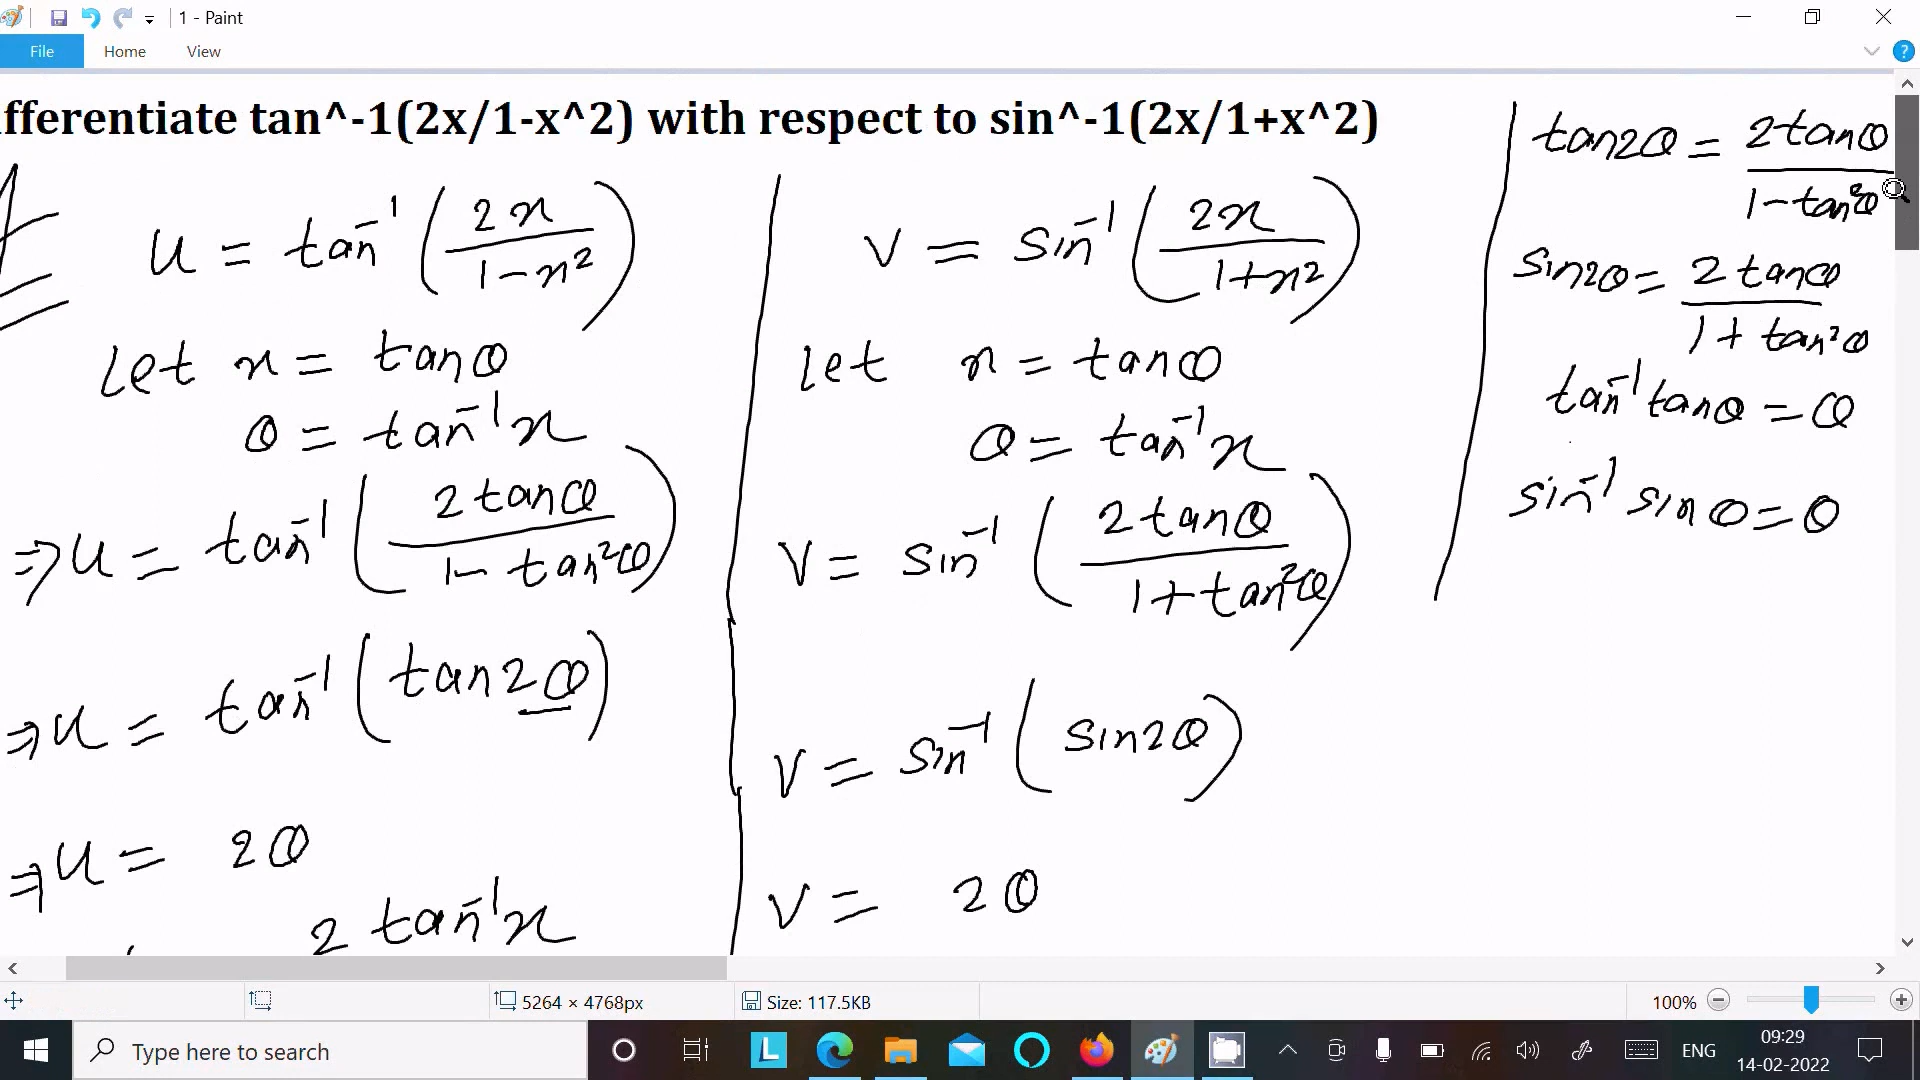 1 - Paint
File Home View
fferentiate tan^-1(2x/1-x^2) with respect to sin^-1(2x/1+x^2)
u = tan⁻¹(2x/1-x²)
Let x = tanθ
θ = tan⁻¹x
⇒ u = tan⁻¹(2tanθ/1-tan²θ)
⇒ u = tan⁻¹(tan2θ)
⇒ u = 2θ
2 tan⁻¹x
v = sin⁻¹(2x/1+x²)
Let x = tanθ
θ = tan⁻¹x
v = sin⁻¹(2tanθ/1+tan²θ)
v = sin⁻¹(sin2θ)
v = 2θ
tan2θ = 2tanθ/1-tan²θ
sin2θ = 2tanθ/1+tan²θ
tan⁻¹tanθ = θ
sin⁻¹sinθ = θ
5264 × 4768px Size: 117.5KB 100%
Type here to search
L
ENG
09:29
14-02-2022